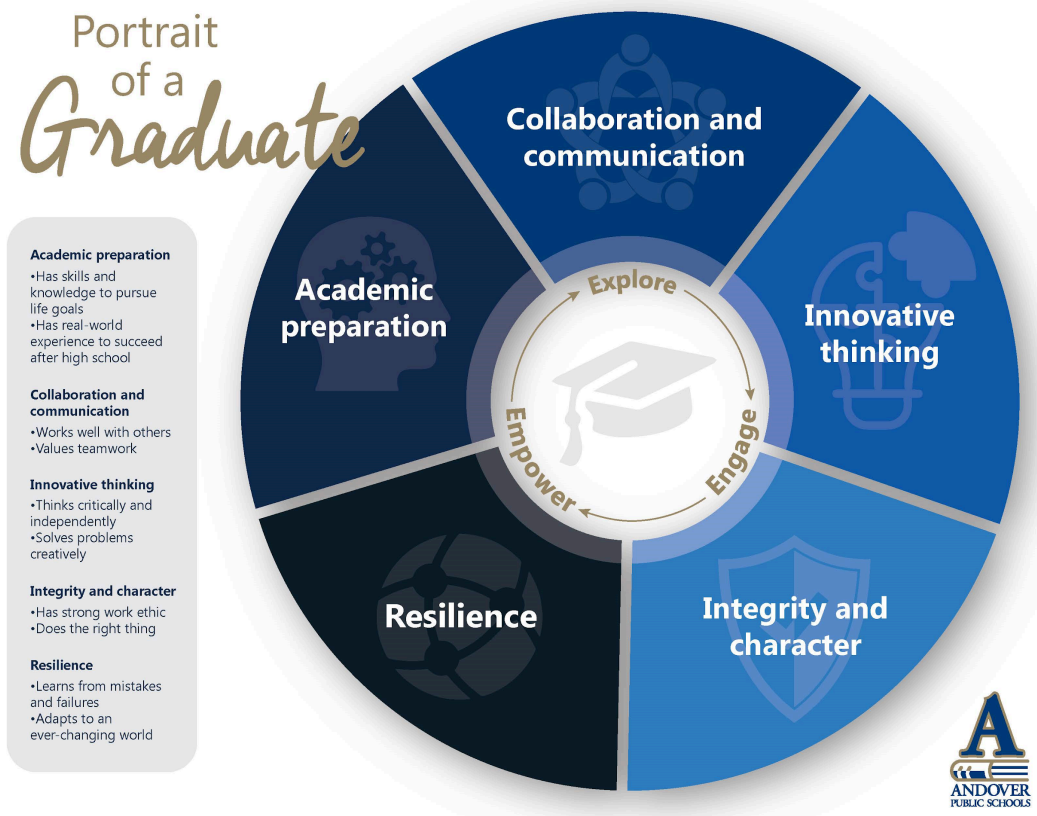 Portrait
of a
Graduate
Academic preparation
•Has skills and
knowledge to pursue
life goals
•Has real-world
experience to succeed
after high school
Collaboration and
communication
•Works well with others
•Values teamwork
Innovative thinking
•Thinks critically and
independently
•Solves problems
creatively
Integrity and character
•Has strong work ethic
•Does the right thing
Resilience
•Learns from mistakes
and failures
•Adapts to an
ever-changing world
Collaboration and
communication
Innovative
thinking
Integrity and
character
Resilience
Academic
preparation
Explore
Engage
Empower
A
ANDOVER
PUBLIC SCHOOLS